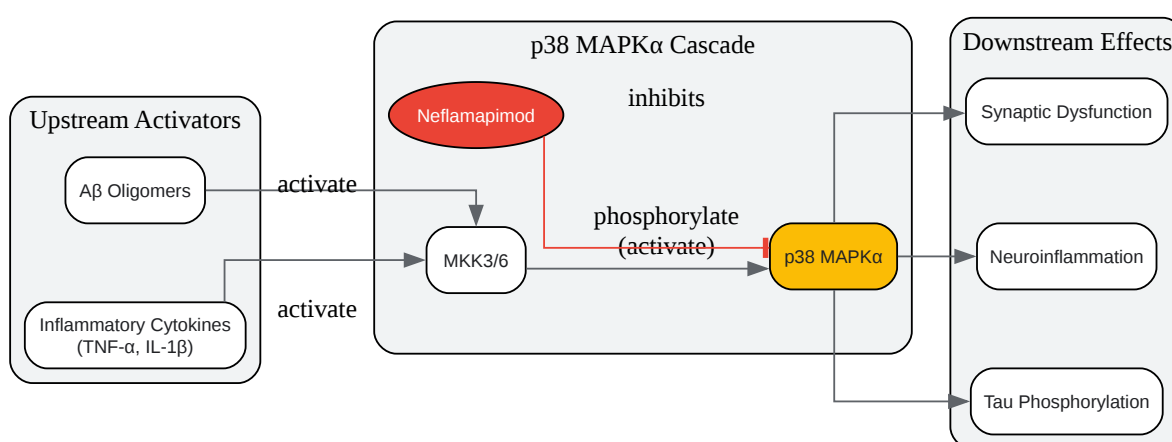 p38 MAPKα Cascade
Downstream Effects
Neflamapimod
inhibits
Upstream Activators
Synaptic Dysfunction
Aβ Oligomers
activate
phosphorylate
(activate)
MKK3/6
p38 MAPKα
Neuroinflammation
activate
Inflammatory Cytokines
(TNF-α, IL-1β)
Tau Phosphorylation